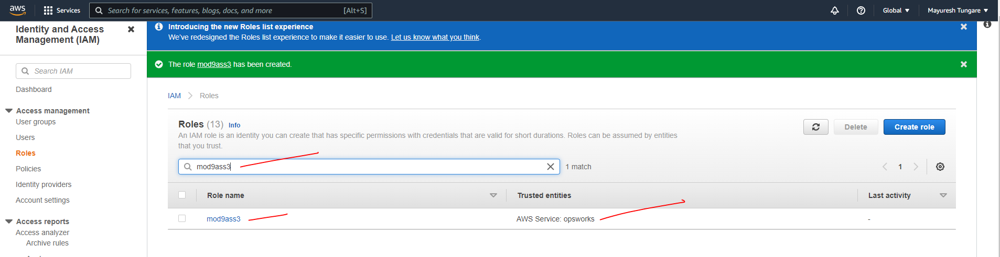 aws Services Search for services, features, blogs, docs, and more [Alt+S] Global Mayuresh Tungare
Identity and Access
Management (IAM)
Search IAM
Dashboard
Access management
User groups
Users
Roles
Policies
Identity providers
Account settings
Access reports
Access analyzer
Archive rules
Introducing the new Roles list experience
We've redesigned the Roles list experience to make it easier to use. Let us know what you think.
The role mod9ass3 has been created.
IAM Roles
Roles (13) Info
Delete Create role
An IAM role is an identity you can create that has specific permissions with credentials that are valid for short durations. Roles can be assumed by entities
that you trust.
mod9ass3 1 match 1
Role name Trusted entities Last activity
mod9ass3 AWS Service: opsworks -